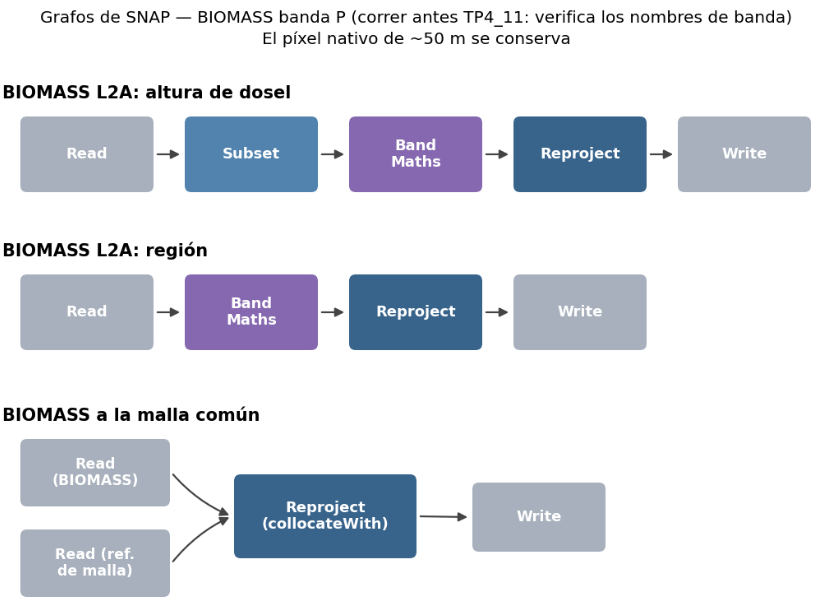 Grafos de SNAP — BIOMASS banda P (correr antes TP4_11: verifica los nombres de banda)
El píxel nativo de ~50 m se conserva
BIOMASS L2A: altura de dosel
Read
Subset
Band
Maths
Reproject
Write
BIOMASS L2A: región
Read
Band
Maths
Reproject
Write
BIOMASS a la malla común
Read
(BIOMASS)
Reproject
(collocateWith)
Write
Read (ref.
de malla)